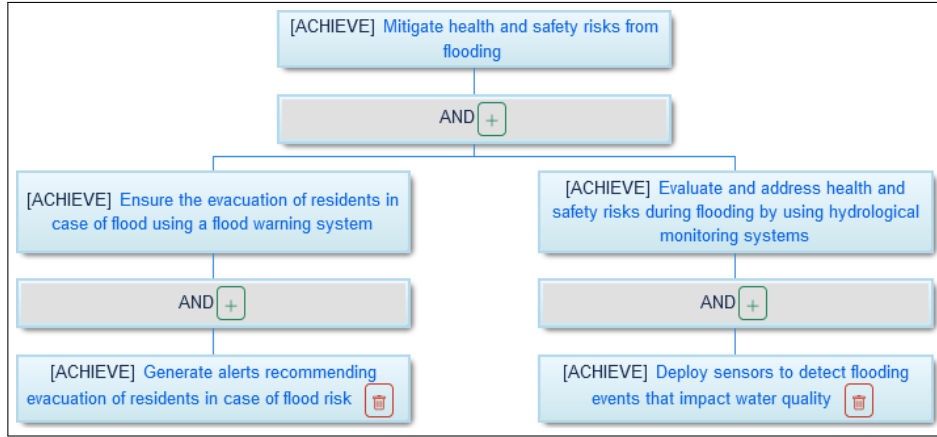 [ACHIEVE] Mitigate health and safety risks from
flooding
AND +
[ACHIEVE] Ensure the evacuation of residents in
case of flood using a flood warning system
[ACHIEVE] Evaluate and address health and
safety risks during flooding by using hydrological
monitoring systems
AND +
AND +
[ACHIEVE] Generate alerts recommending
evacuation of residents in case of flood risk
[ACHIEVE] Deploy sensors to detect flooding
events that impact water quality